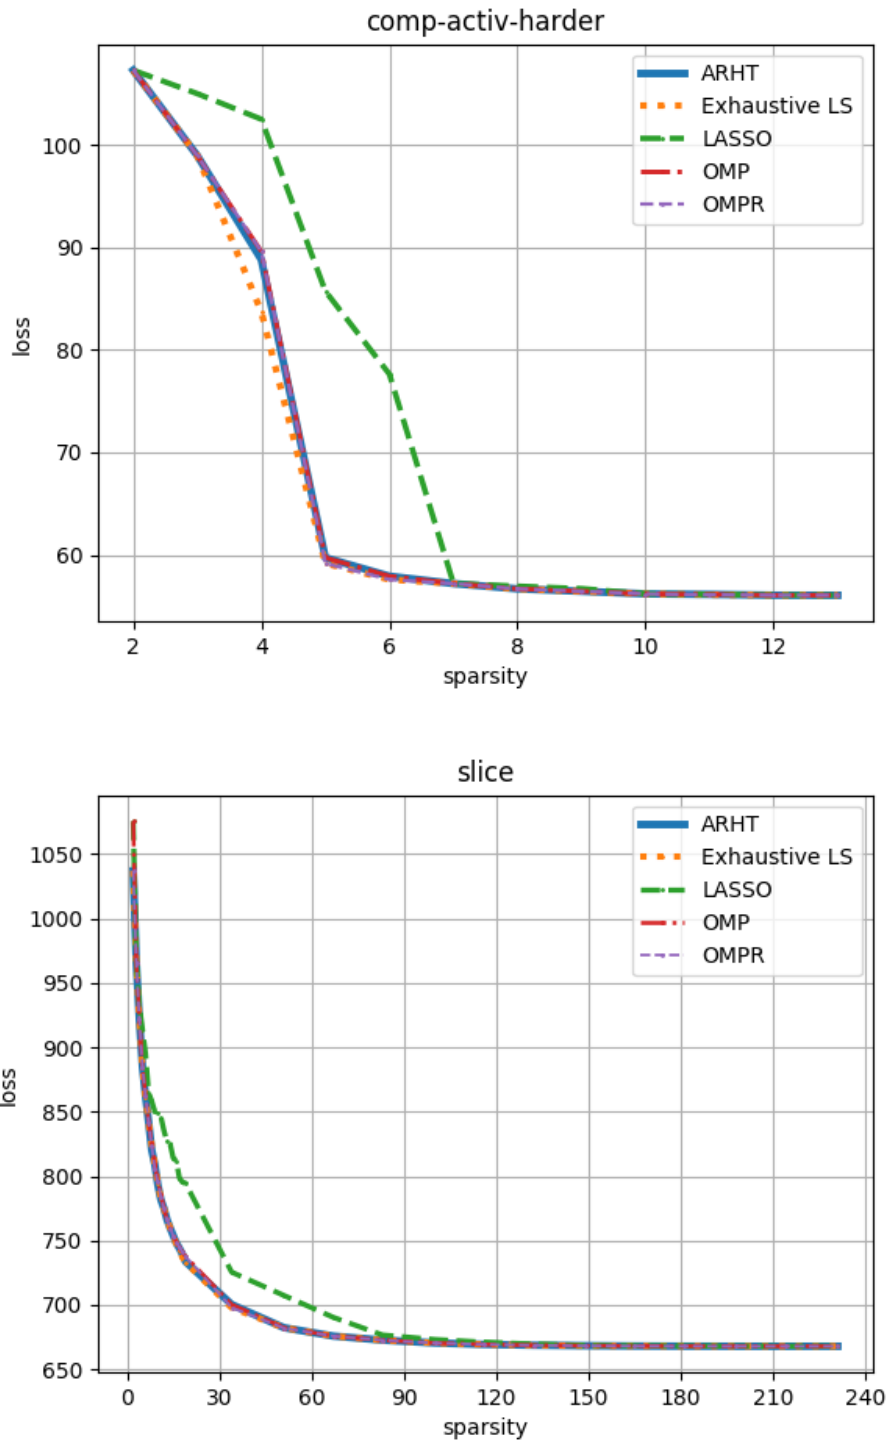 comp-activ-harder
ARHT
Exhaustive LS
LASSO
OMP
OMPR
100
90
80
70
60
loss
2 4 6 8 10 12
sparsity
slice
ARHT
Exhaustive LS
LASSO
OMP
OMPR
1050
1000
950
900
850
800
750
700
650
loss
0 30 60 90 120 150 180 210 240
sparsity